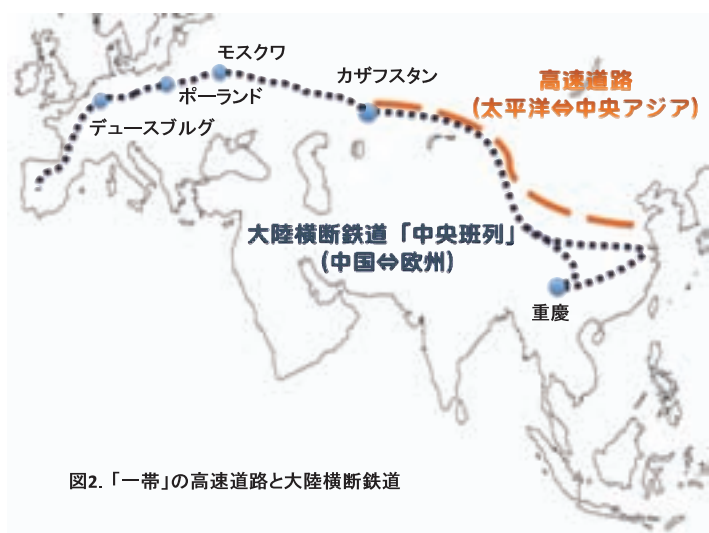 モスクワ
カザフスタン
高速道路
(太平洋⇔中央アジア)
ポーランド
デュースブルグ
大陸横断鉄道「中央班列」
(中国⇔欧州)
重慶
図2. 「一帯」の高速道路と大陸横断鉄道